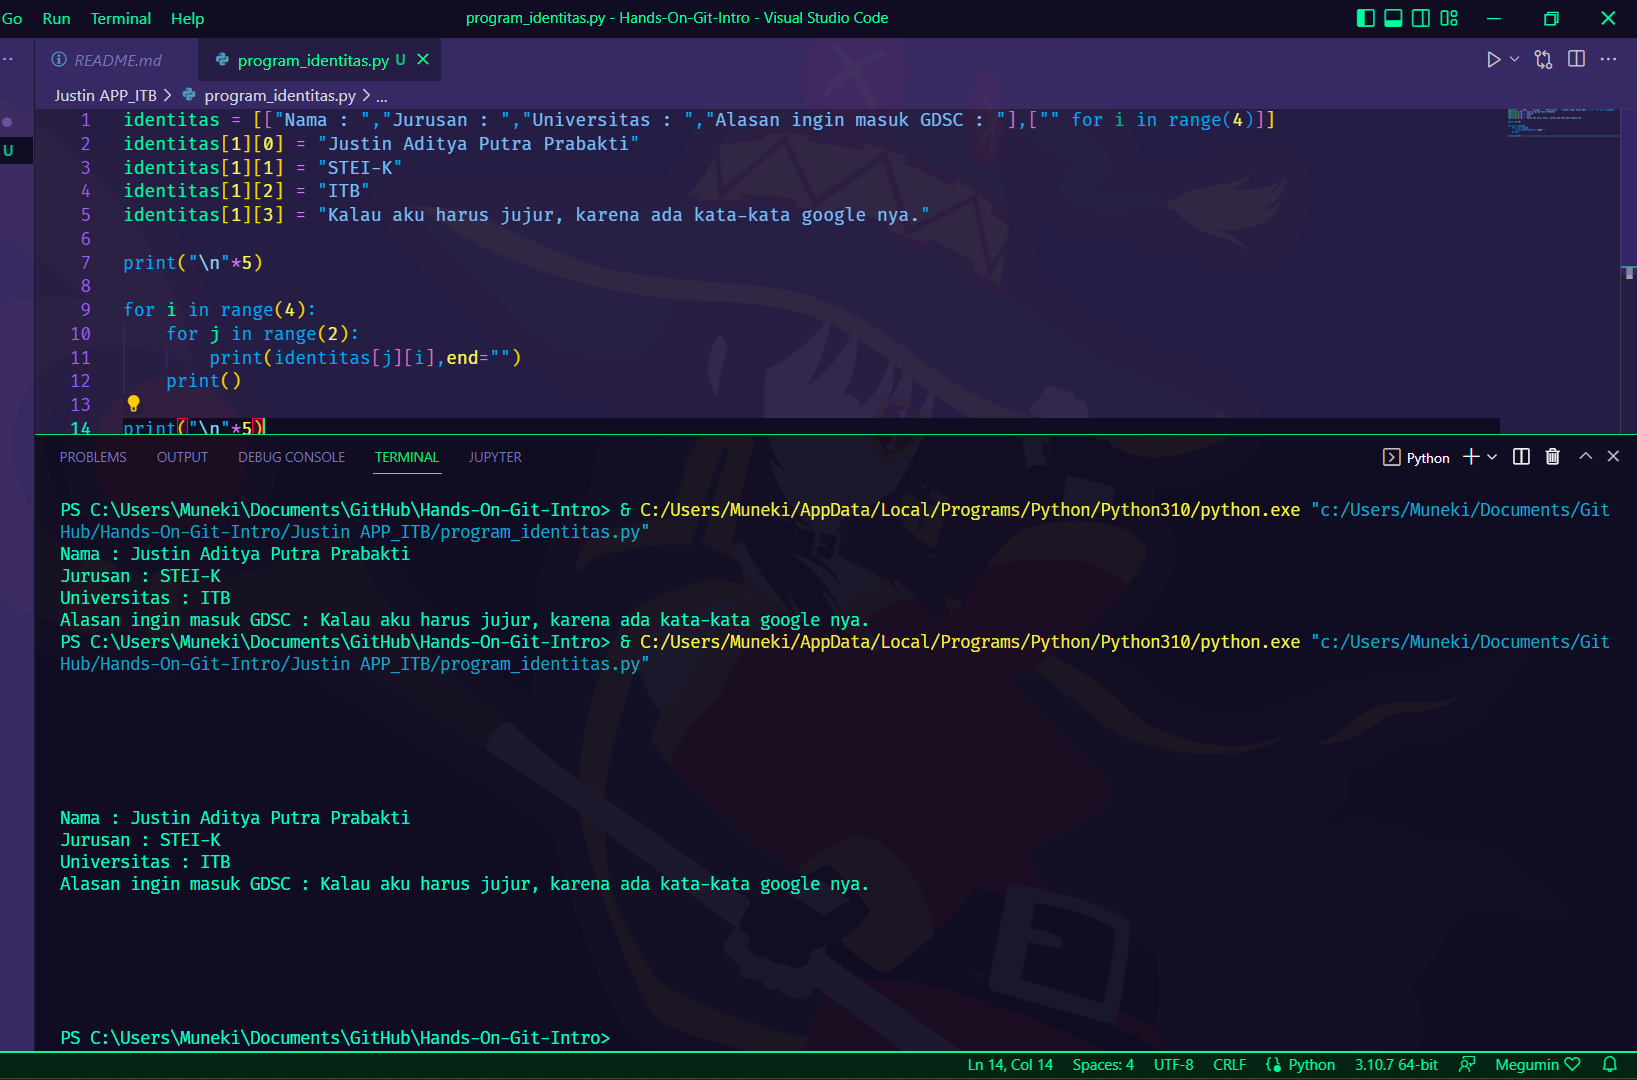 Go Run Terminal Help program_identitas.py - Hands-On-Git-Intro - Visual Studio Code
README.md program_identitas.py U
Justin APP_ITB > program_identitas.py > ...
U
1 identitas = [["Nama : ","Jurusan : ","Universitas : ","Alasan ingin masuk GDSC : "],["" for i in range(4)]]
2 identitas[1][0] = "Justin Aditya Putra Prabakti"
3 identitas[1][1] = "STEI-K"
4 identitas[1][2] = "ITB"
5 identitas[1][3] = "Kalau aku harus jujur, karena ada kata-kata google nya."
6
7 print("\n"*5)
8
9 for i in range(4):
10     for j in range(2):
11         print(identitas[j][i],end="")
12     print()
13
14 print("\n"*5)
PROBLEMS OUTPUT DEBUG CONSOLE TERMINAL JUPYTER Python
PS C:\Users\Muneki\Documents\GitHub\Hands-On-Git-Intro> & C:/Users/Muneki/AppData/Local/Programs/Python/Python310/python.exe "c:/Users/Muneki/Documents/Git
Hub/Hands-On-Git-Intro/Justin APP_ITB/program_identitas.py"
Nama : Justin Aditya Putra Prabakti
Jurusan : STEI-K
Universitas : ITB
Alasan ingin masuk GDSC : Kalau aku harus jujur, karena ada kata-kata google nya.
PS C:\Users\Muneki\Documents\GitHub\Hands-On-Git-Intro> & C:/Users/Muneki/AppData/Local/Programs/Python/Python310/python.exe "c:/Users/Muneki/Documents/Git
Hub/Hands-On-Git-Intro/Justin APP_ITB/program_identitas.py"
Nama : Justin Aditya Putra Prabakti
Jurusan : STEI-K
Universitas : ITB
Alasan ingin masuk GDSC : Kalau aku harus jujur, karena ada kata-kata google nya.
PS C:\Users\Muneki\Documents\GitHub\Hands-On-Git-Intro>
Ln 14, Col 14 Spaces: 4 UTF-8 CRLF Python 3.10.7 64-bit Megumin♡